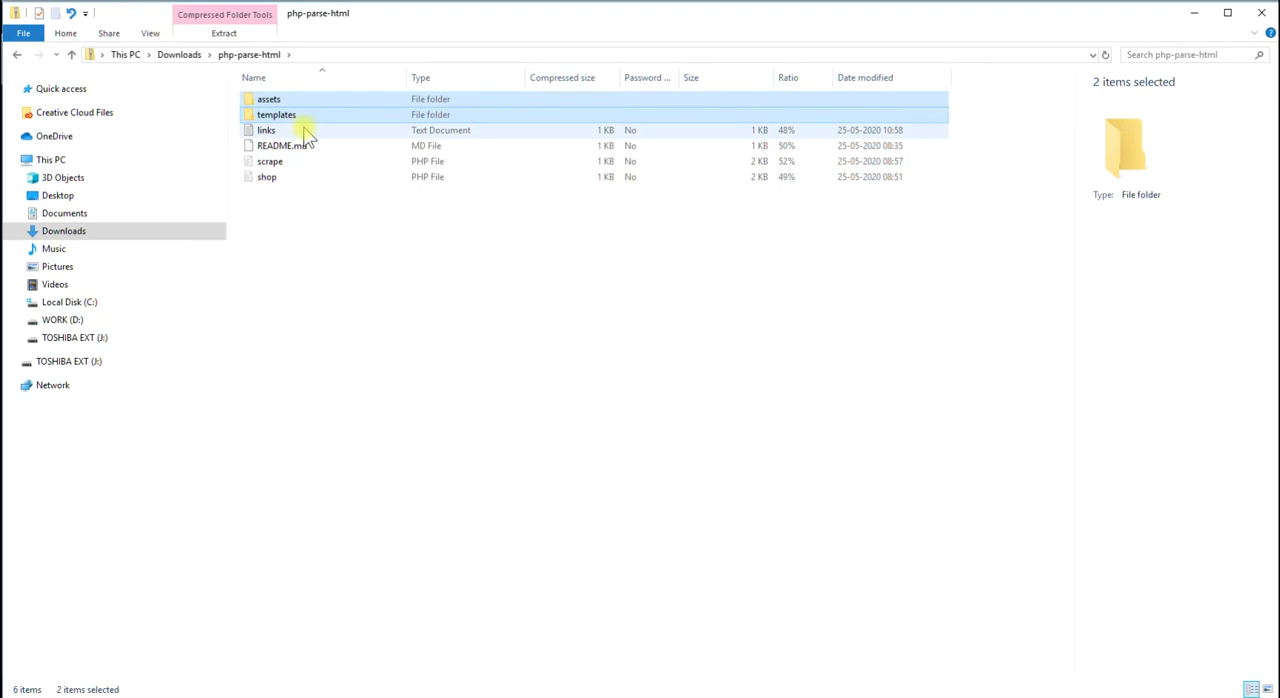 Compressed Folder Tools php-parse-html
File Home Share View Extract
This PC Downloads php-parse-html
Search php-parse-html
Name Type Compressed size Password ... Size Ratio Date modified
assets File folder
templates File folder
links Text Document 1 KB No 1 KB 48% 25-05-2020 10:58
README.md MD File 1 KB No 1 KB 50% 25-05-2020 08:35
scrape PHP File 1 KB No 2 KB 52% 25-05-2020 08:57
shop PHP File 1 KB No 2 KB 49% 25-05-2020 08:51
Quick access
Creative Cloud Files
OneDrive
This PC
3D Objects
Desktop
Documents
Downloads
Music
Pictures
Videos
Local Disk (C:)
WORK (D:)
TOSHIBA EXT (J:)
TOSHIBA EXT (J:)
Network
2 items selected
Type: File folder
6 items 2 items selected